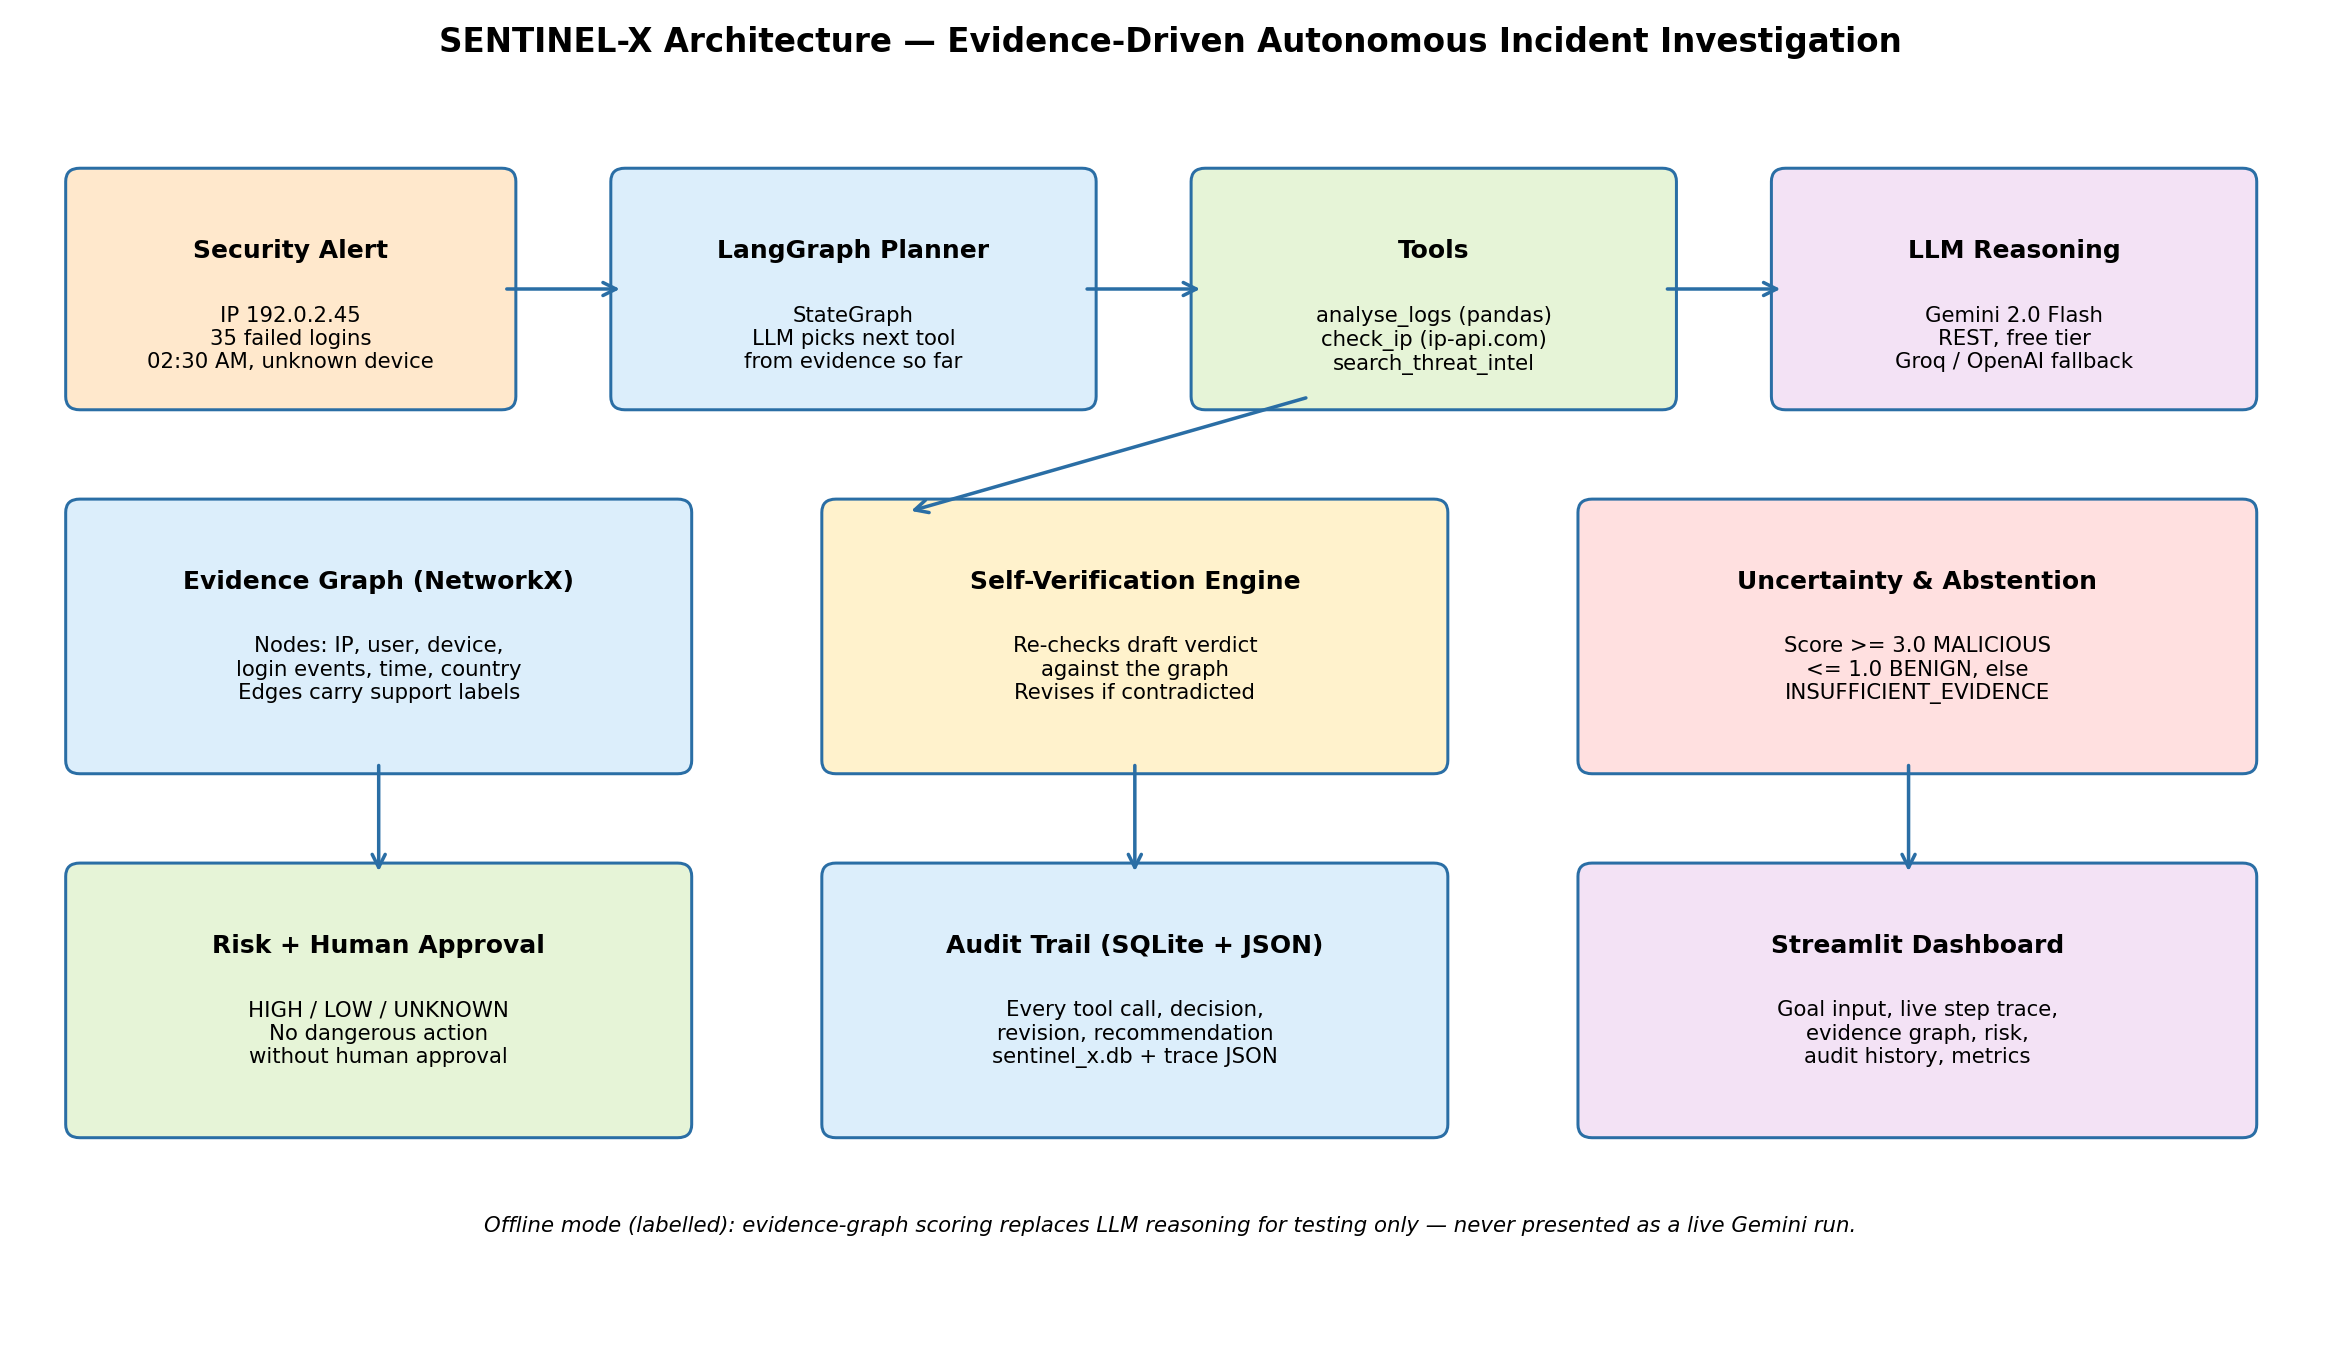 SENTINEL-X Architecture — Evidence-Driven Autonomous Incident Investigation
Security Alert
IP 192.0.2.45
35 failed logins
02:30 AM, unknown device
LangGraph Planner
StateGraph
LLM picks next tool
from evidence so far
Tools
analyse_logs (pandas)
check_ip (ip-api.com)
search_threat_intel
LLM Reasoning
Gemini 2.0 Flash
REST, free tier
Groq / OpenAI fallback
Evidence Graph (NetworkX)
Nodes: IP, user, device,
login events, time, country
Edges carry support labels
Self-Verification Engine
Re-checks draft verdict
against the graph
Revises if contradicted
Uncertainty & Abstention
Score >= 3.0 MALICIOUS
<= 1.0 BENIGN, else
INSUFFICIENT_EVIDENCE
Risk + Human Approval
HIGH / LOW / UNKNOWN
No dangerous action
without human approval
Audit Trail (SQLite + JSON)
Every tool call, decision,
revision, recommendation
sentinel_x.db + trace JSON
Streamlit Dashboard
Goal input, live step trace,
evidence graph, risk,
audit history, metrics
Offline mode (labelled): evidence-graph scoring replaces LLM reasoning for testing only — never presented as a live Gemini run.